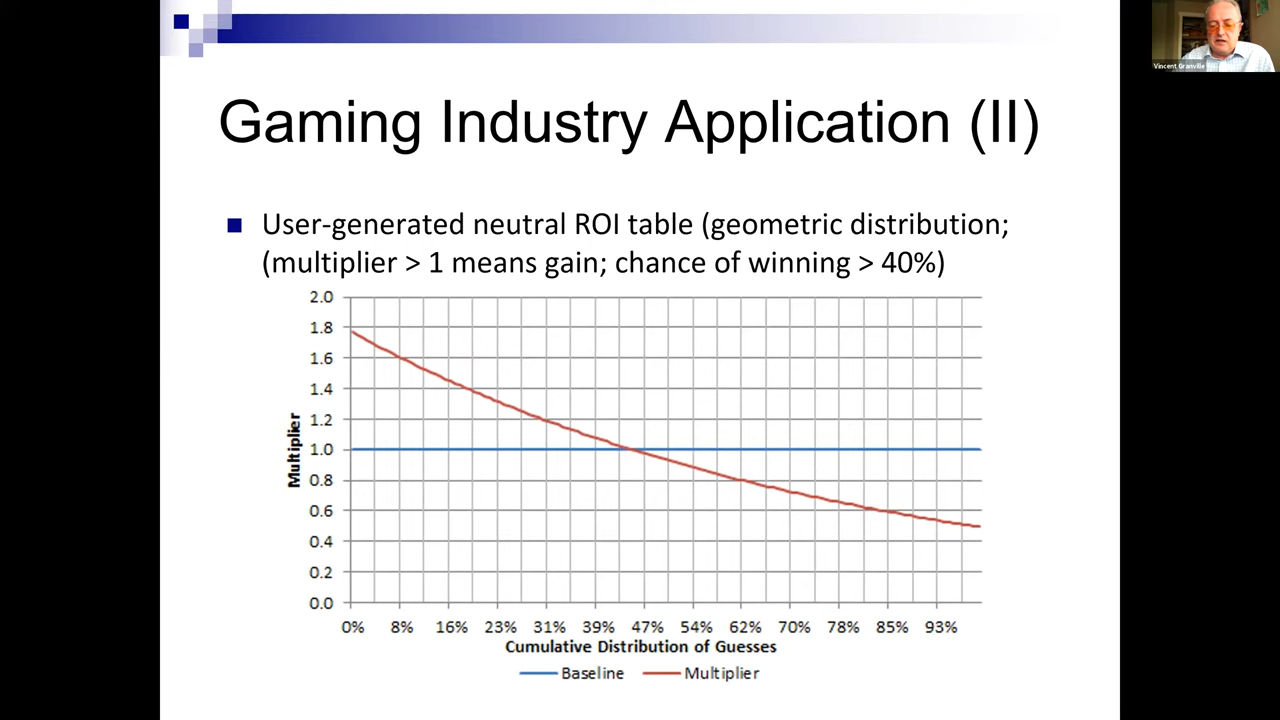 Vincent Granville
Gaming Industry Application (II)
User-generated neutral ROI table (geometric distribution;
(multiplier > 1 means gain; chance of winning > 40%)
2.0
1.8
1.6
1.4
1.2
1.0
0.8
0.6
0.4
0.2
0.0
Multiplier
0% 8% 16% 23% 31% 39% 47% 54% 62% 70% 78% 85% 93%
Cumulative Distribution of Guesses
Baseline Multiplier